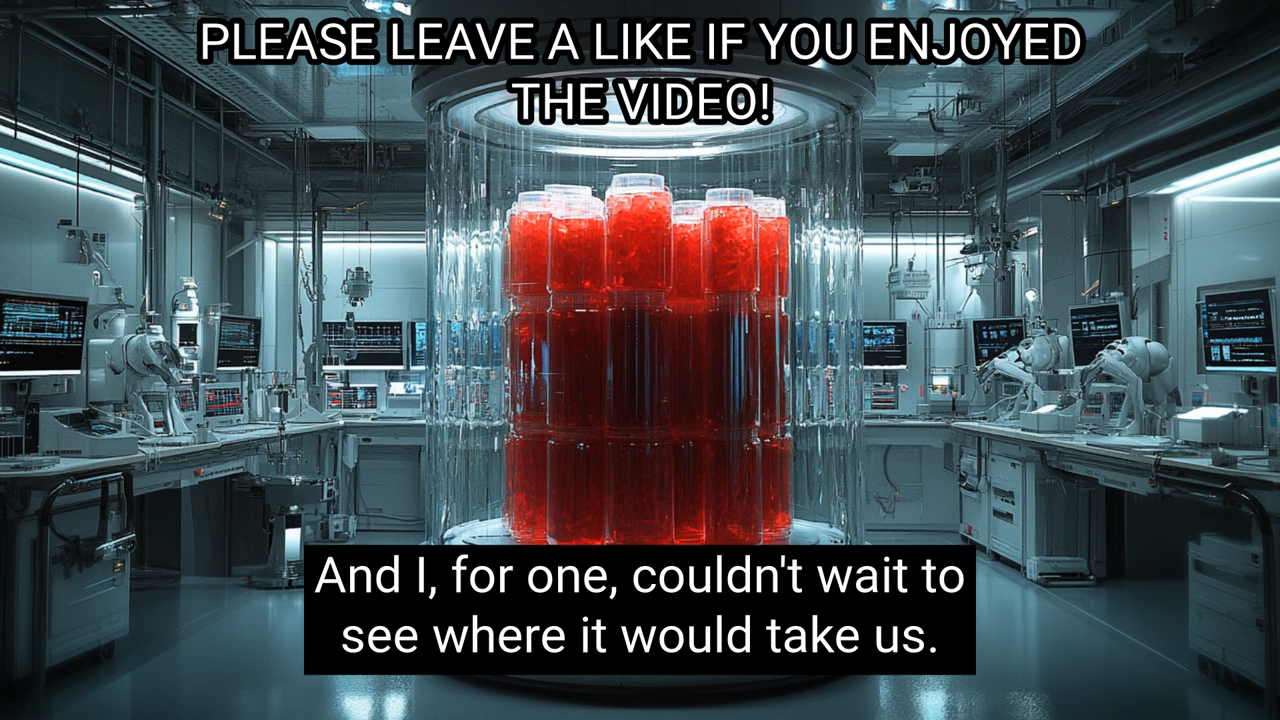 PLEASE LEAVE A LIKE IF YOU ENJOYED
THE VIDEO!
And I, for one, couldn't wait to
see where it would take us.